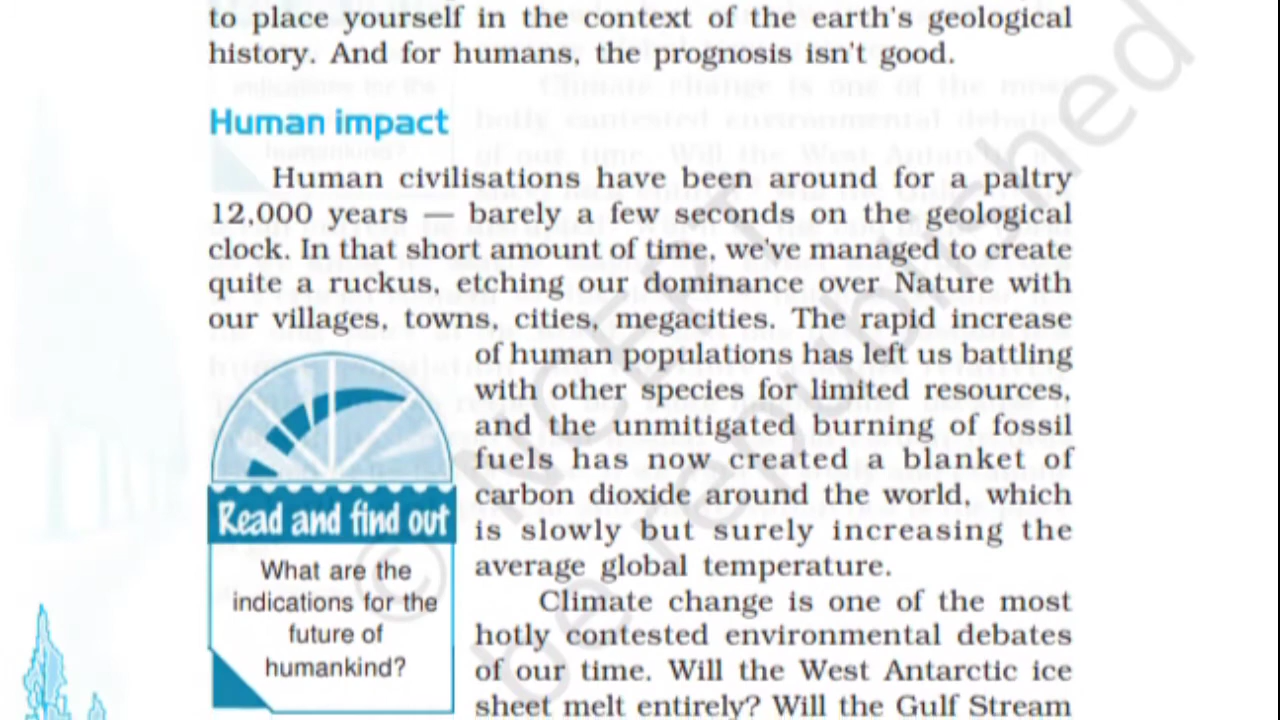 to place yourself in the context of the earth's geological
history. And for humans, the prognosis isn't good.
Human impact
Human civilisations have been around for a paltry
12,000 years — barely a few seconds on the geological
clock. In that short amount of time, we've managed to create
quite a ruckus, etching our dominance over Nature with
our villages, towns, cities, megacities. The rapid increase
of human populations has left us battling
with other species for limited resources,
and the unmitigated burning of fossil
fuels has now created a blanket of
carbon dioxide around the world, which
is slowly but surely increasing the
average global temperature.
Read and find out
What are the
indications for the
future of
humankind?
Climate change is one of the most
hotly contested environmental debates
of our time. Will the West Antarctic ice
sheet melt entirely? Will the Gulf Stream
© NCERT
be republished